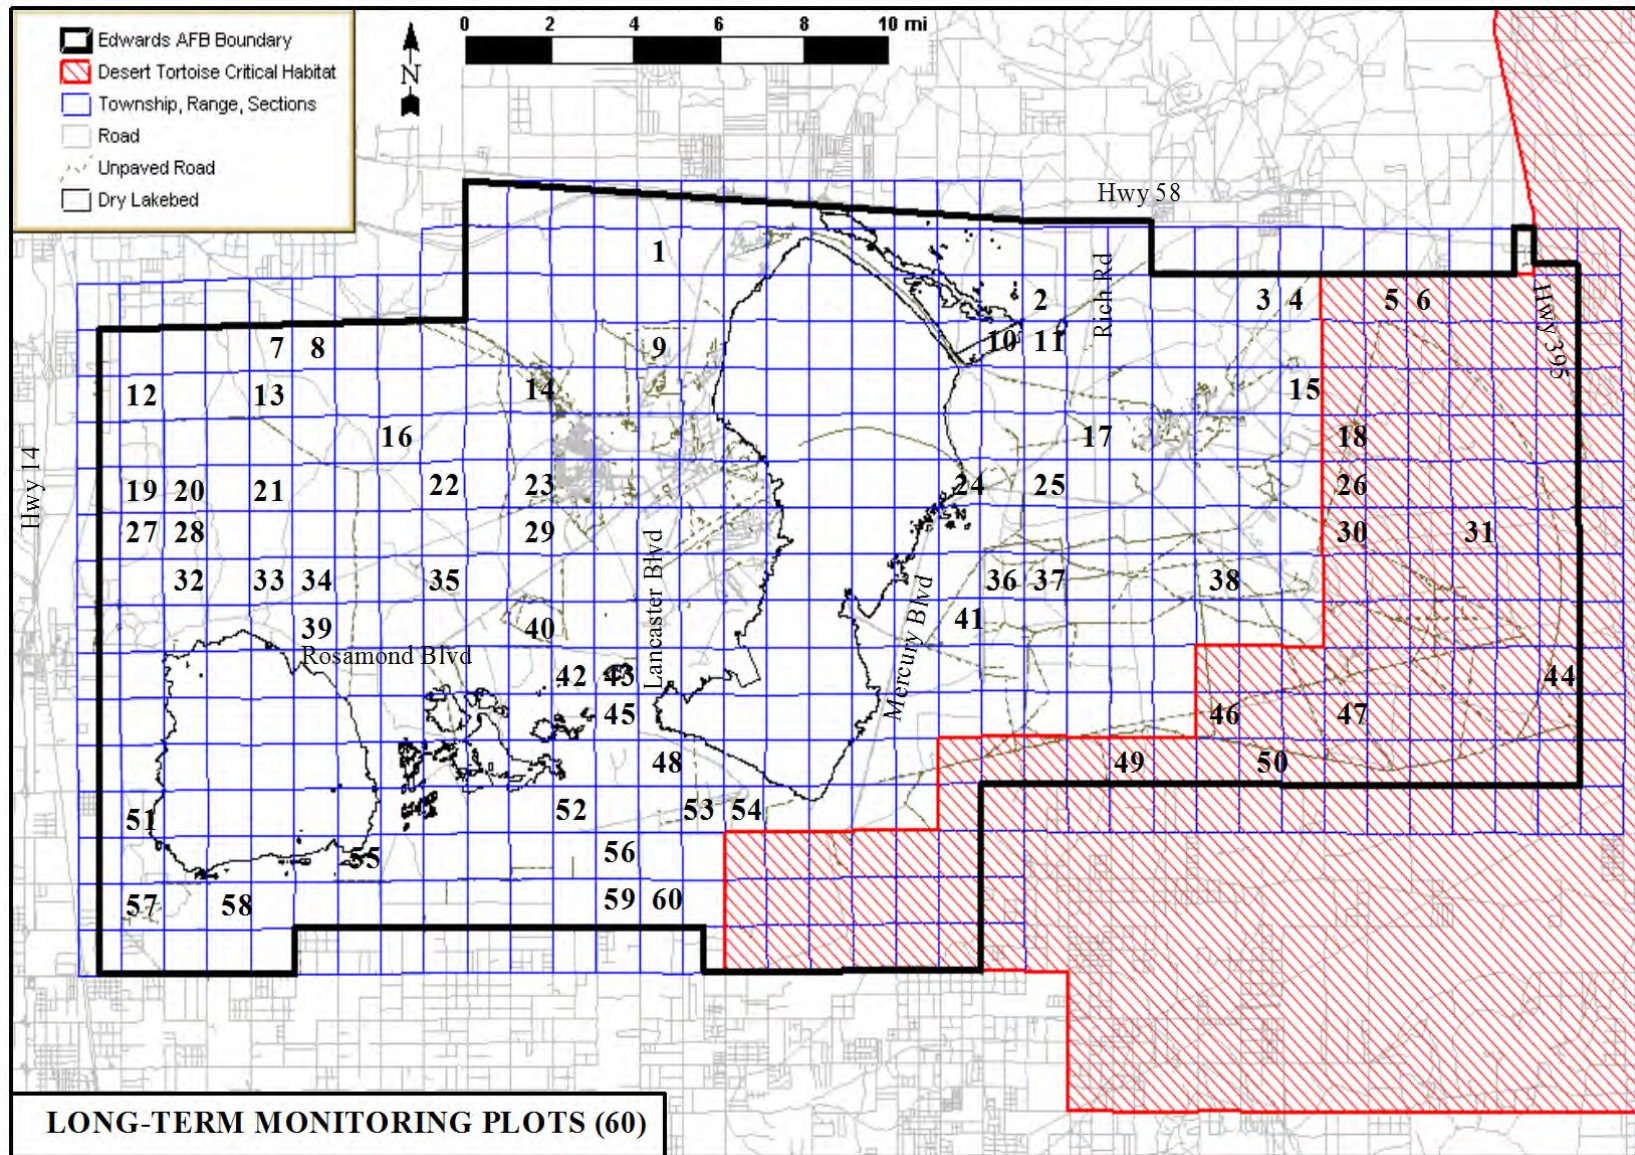 Edwards AFB Boundary
Desert Tortoise Critical Habitat
Township, Range, Sections
Road
Unpaved Road
Dry Lakebed
0 2 4 6 8 10 mi
N
Hwy 58
1
Rich Rd
2 3 4 5 6
Hwy 395
7 8 9 10 11
12 13 14 15
16 17 18
Hwy 14
19 20 21 22 23 24 25 26
27 28 29 30 31
Lancaster Blvd
32 33 34 35 36 37 38
Mercury Blvd
39 40 41
Rosamond Blvd
42 43 44
45 46 47
48 49 50
51 52 53 54
55 56
57 58 59 60
LONG-TERM MONITORING PLOTS (60)